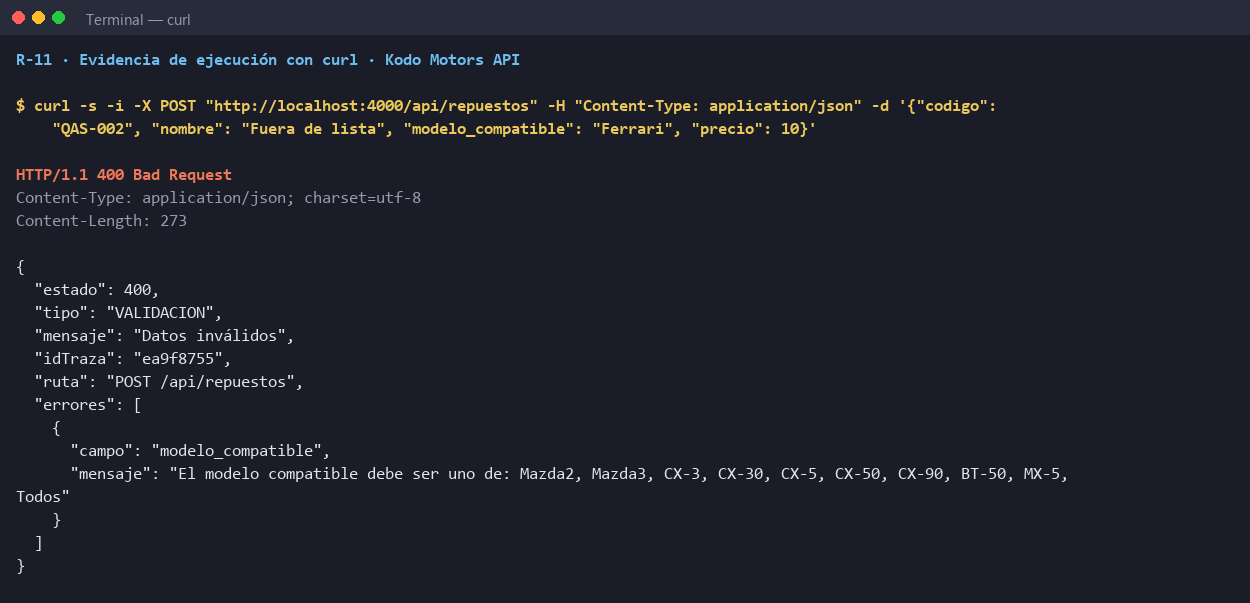 Terminal — curl
R-11 · Evidencia de ejecución con curl · Kodo Motors API
$ curl -s -i -X POST "http://localhost:4000/api/repuestos" -H "Content-Type: application/json" -d '{"codigo":
"QAS-002", "nombre": "Fuera de lista", "modelo_compatible": "Ferrari", "precio": 10}'
HTTP/1.1 400 Bad Request
Content-Type: application/json; charset=utf-8
Content-Length: 273
{
"estado": 400,
"tipo": "VALIDACION",
"mensaje": "Datos inválidos",
"idTraza": "ea9f8755",
"ruta": "POST /api/repuestos",
"errores": [
{
"campo": "modelo_compatible",
"mensaje": "El modelo compatible debe ser uno de: Mazda2, Mazda3, CX-3, CX-30, CX-5, CX-50, CX-90, BT-50, MX-5,
Todos"
}
]
}